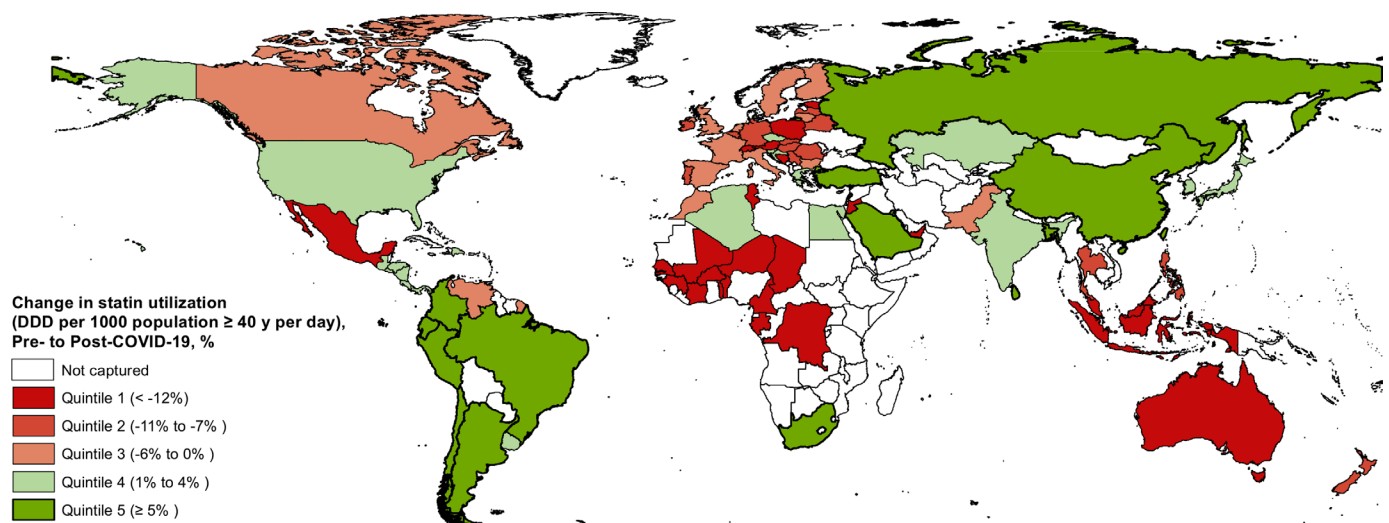 Change in statin utilization
(DDD per 1000 population ≥ 40 y per day),
Pre- to Post-COVID-19, %
Not captured
Quintile 1 (< -12%)
Quintile 2 (-11% to -7% )
Quintile 3 (-6% to 0% )
Quintile 4 (1% to 4% )
Quintile 5 (≥ 5% )